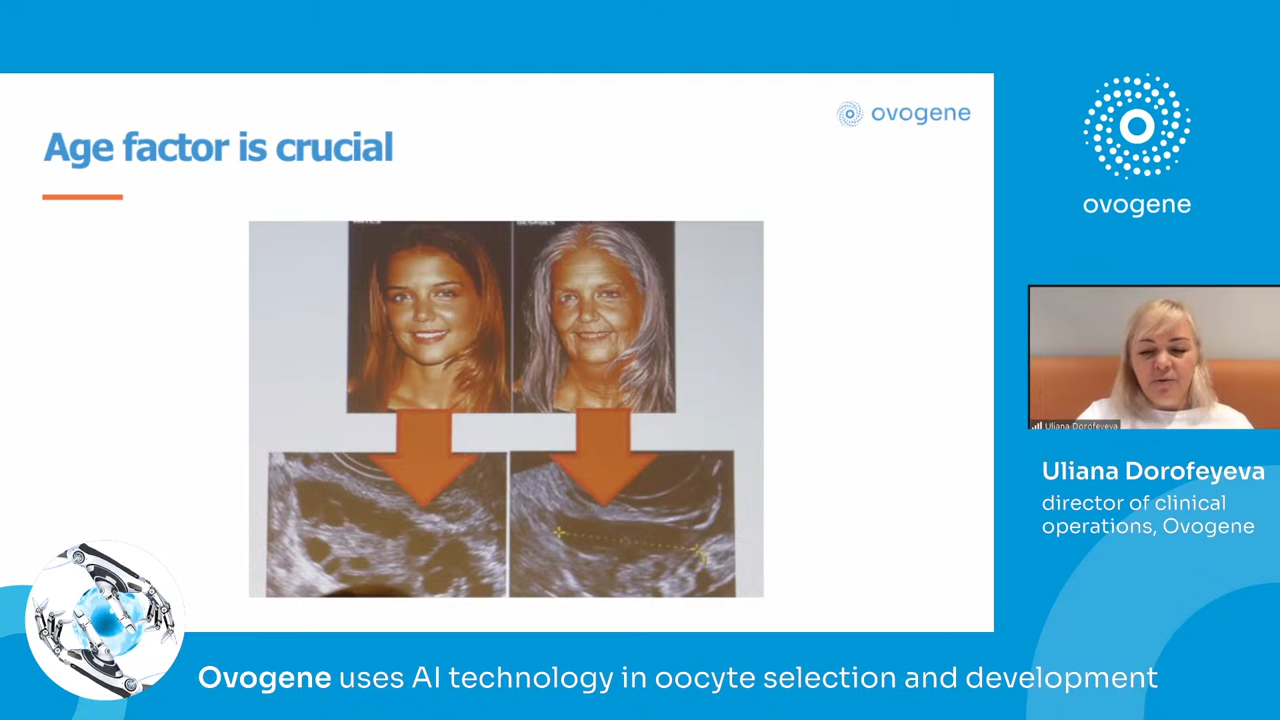 ovogene
Age factor is crucial
ovogene
Uliana Dorofeyeva
Uliana Dorofeyeva
director of clinical
operations, Ovogene
Ovogene uses AI technology in oocyte selection and development